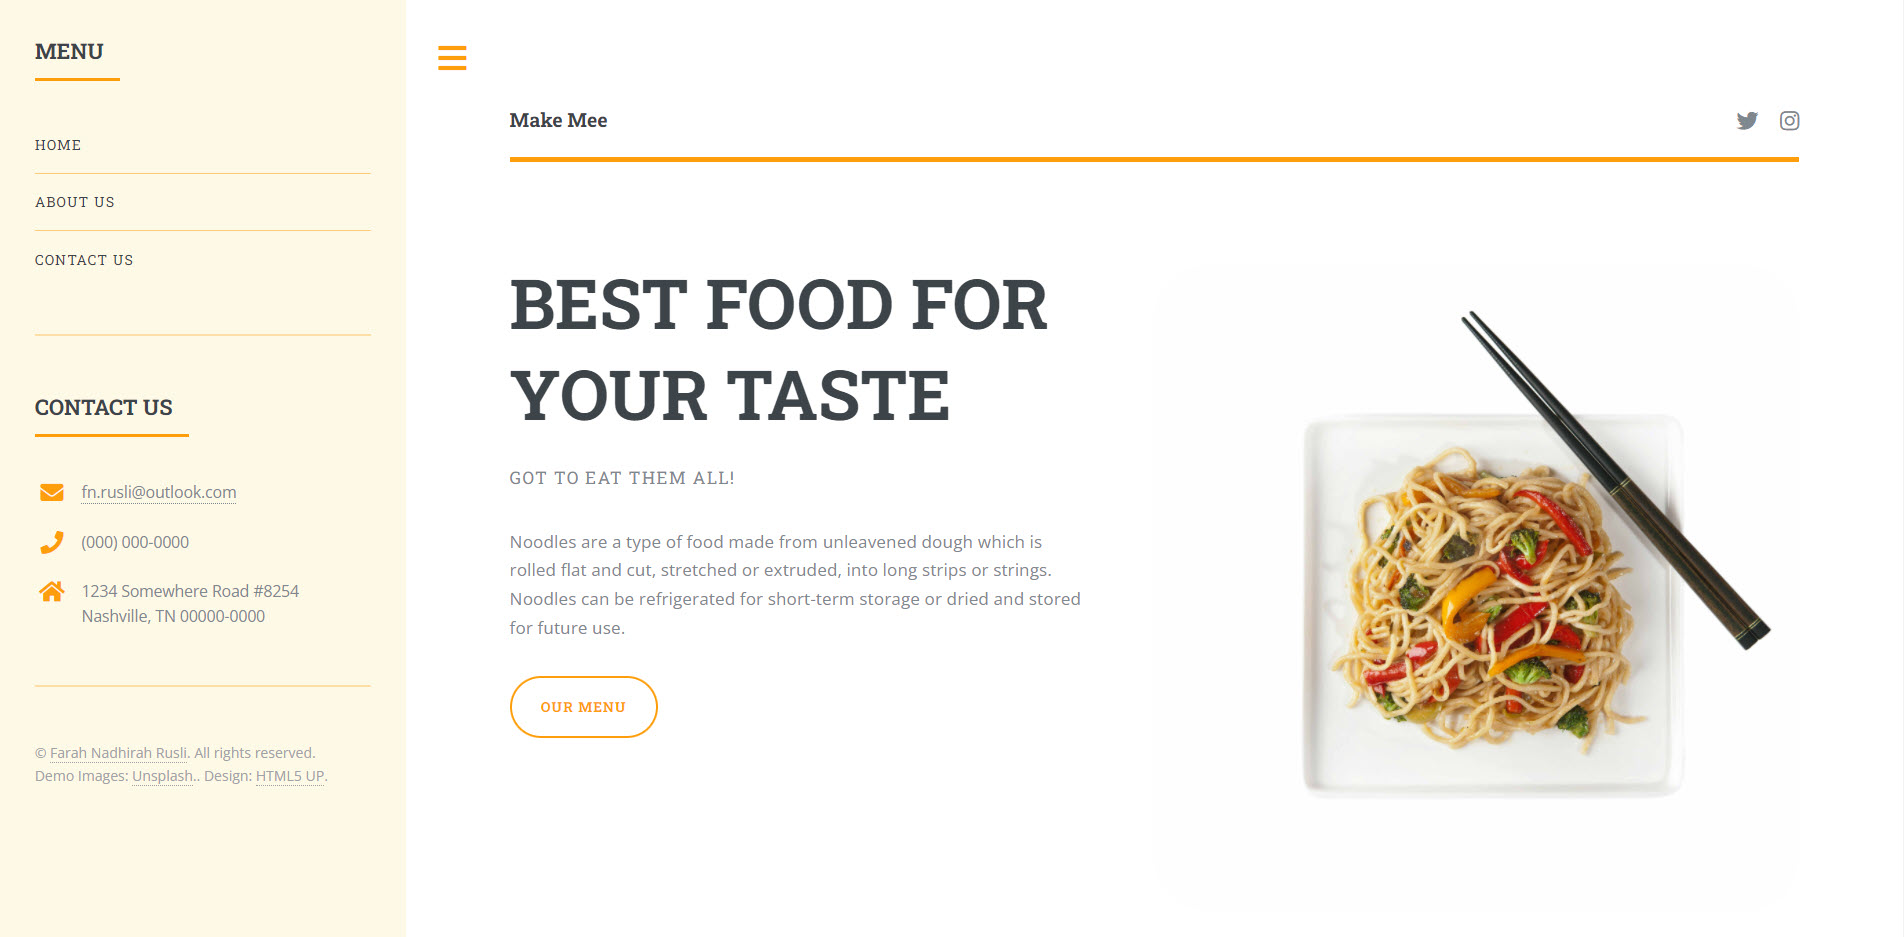 MENU
HOME
ABOUT US
CONTACT US
CONTACT US
fn.rusli@outlook.com
(000) 000-0000
1234 Somewhere Road #8254
Nashville, TN 00000-0000
© Farah Nadhirah Rusli. All rights reserved.
Demo Images: Unsplash.. Design: HTML5 UP.
Make Mee
BEST FOOD FOR
YOUR TASTE
GOT TO EAT THEM ALL!
Noodles are a type of food made from unleavened dough which is
rolled flat and cut, stretched or extruded, into long strips or strings.
Noodles can be refrigerated for short-term storage or dried and stored
for future use.
OUR MENU